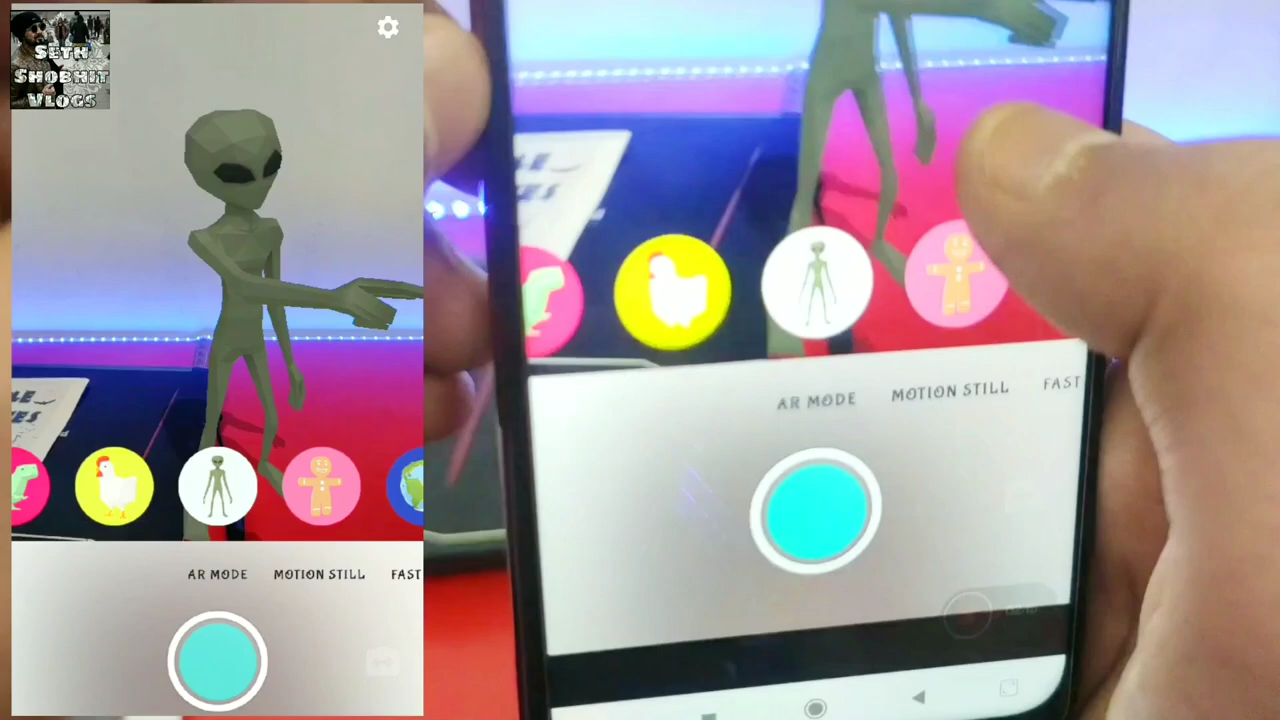 SETH
SHOBHIT
VLOGS
AR MODE
MOTION STILL
FAST
AR MODE
MOTION STILL
FAST